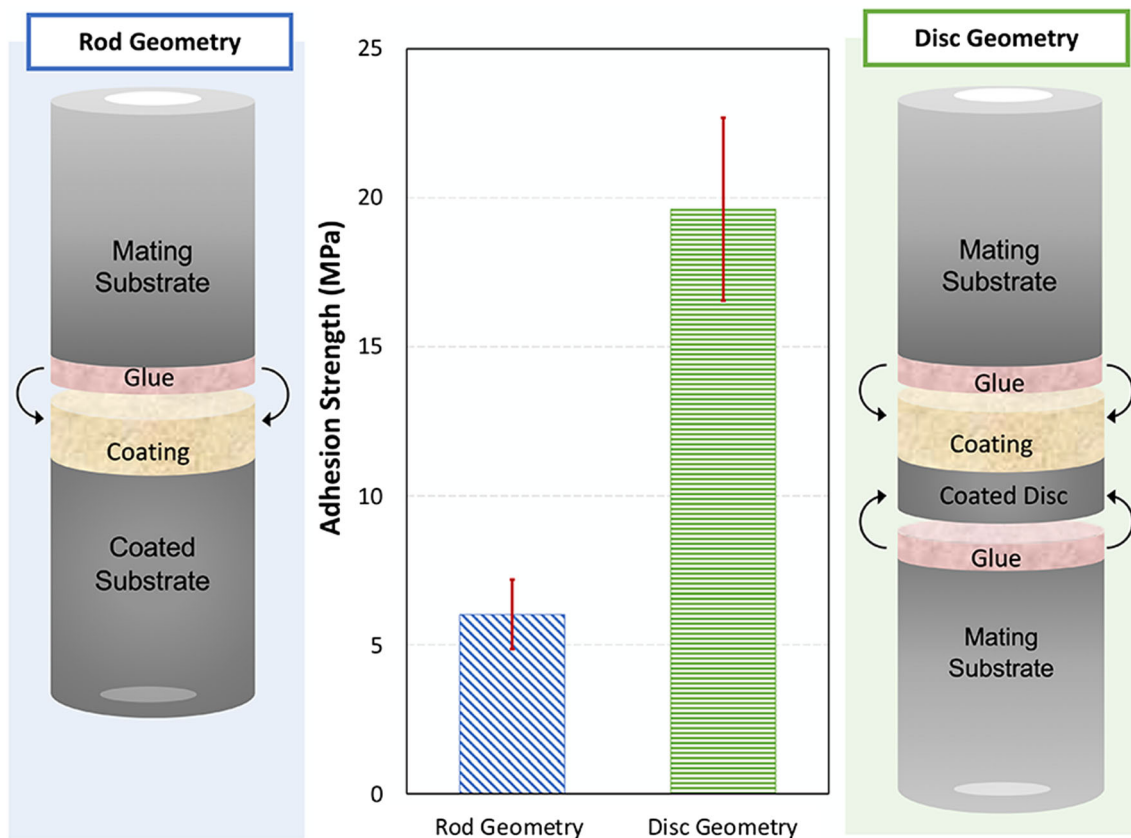 Rod Geometry
Mating
Substrate
Glue
Coating
Coated
Substrate
Adhesion Strength (MPa)
25
20
15
10
5
0
Rod Geometry
Disc Geometry
Disc Geometry
Mating
Substrate
Glue
Coating
Coated Disc
Glue
Mating
Substrate